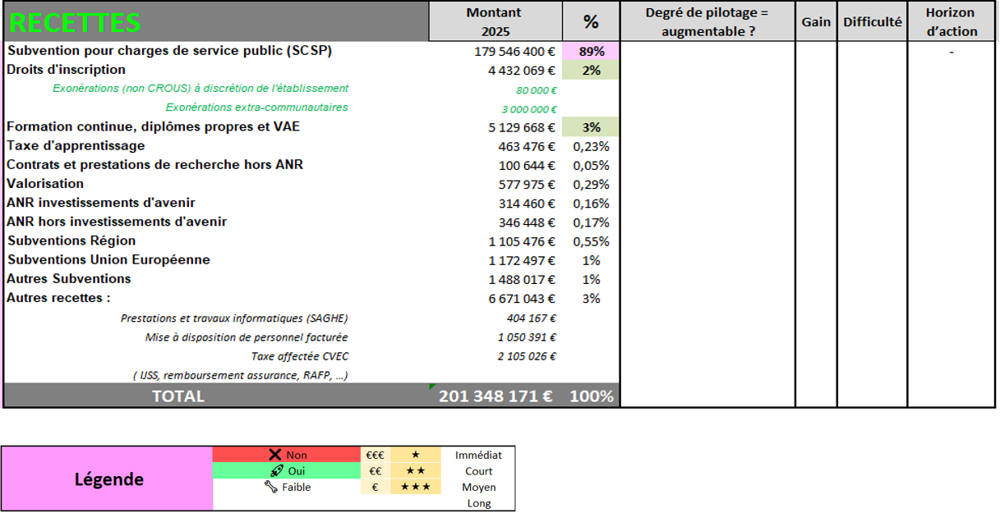 RECETTES Montant 2025 % Degré de pilotage = augmentable ? Gain Difficulté Horizon d'action
Subvention pour charges de service public (SCSP) 179 546 400 € 89% -
Droits d'inscription 4 432 069 € 2%
Exonérations (non CROUS) à discrétion de l'établissement 80 000 €
Exonérations extra-communautaires 3 000 000 €
Formation continue, diplômes propres et VAE 5 129 668 € 3%
Taxe d'apprentissage 463 476 € 0,23%
Contrats et prestations de recherche hors ANR 100 644 € 0,05%
Valorisation 577 975 € 0,29%
ANR investissements d'avenir 314 460 € 0,16%
ANR hors investissements d'avenir 346 448 € 0,17%
Subventions Région 1 105 476 € 0,55%
Subventions Union Européenne 1 172 497 € 1%
Autres Subventions 1 488 017 € 1%
Autres recettes : 6 671 043 € 3%
Prestations et travaux informatiques (SAGHE) 404 167 €
Mise à disposition de personnel facturée 1 050 391 €
Taxe affectée CVEC 2 105 026 €
( IJSS, remboursement assurance, RAFP, ...)
TOTAL 201 348 171 € 100%
Légende
❌ Non €€€ ★ Immédiat
🚀 Oui €€ ★★ Court
🔧 Faible € ★★★ Moyen
Long